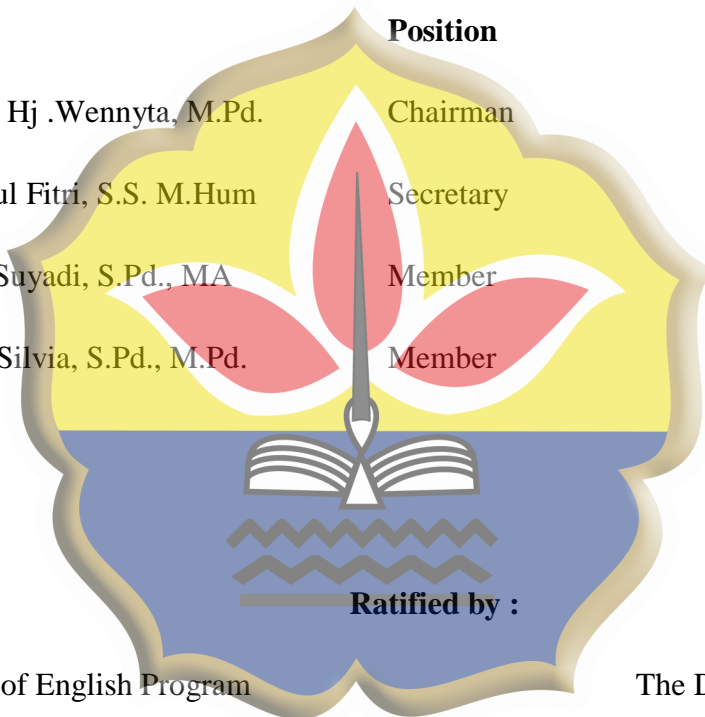 Position
Hj .Wennyta, M.Pd. Chairman
ul Fitri, S.S. M.Hum Secretary
Suyadi, S.Pd., MA Member
Silvia, S.Pd., M.Pd. Member
Ratified by :
of English Program The D